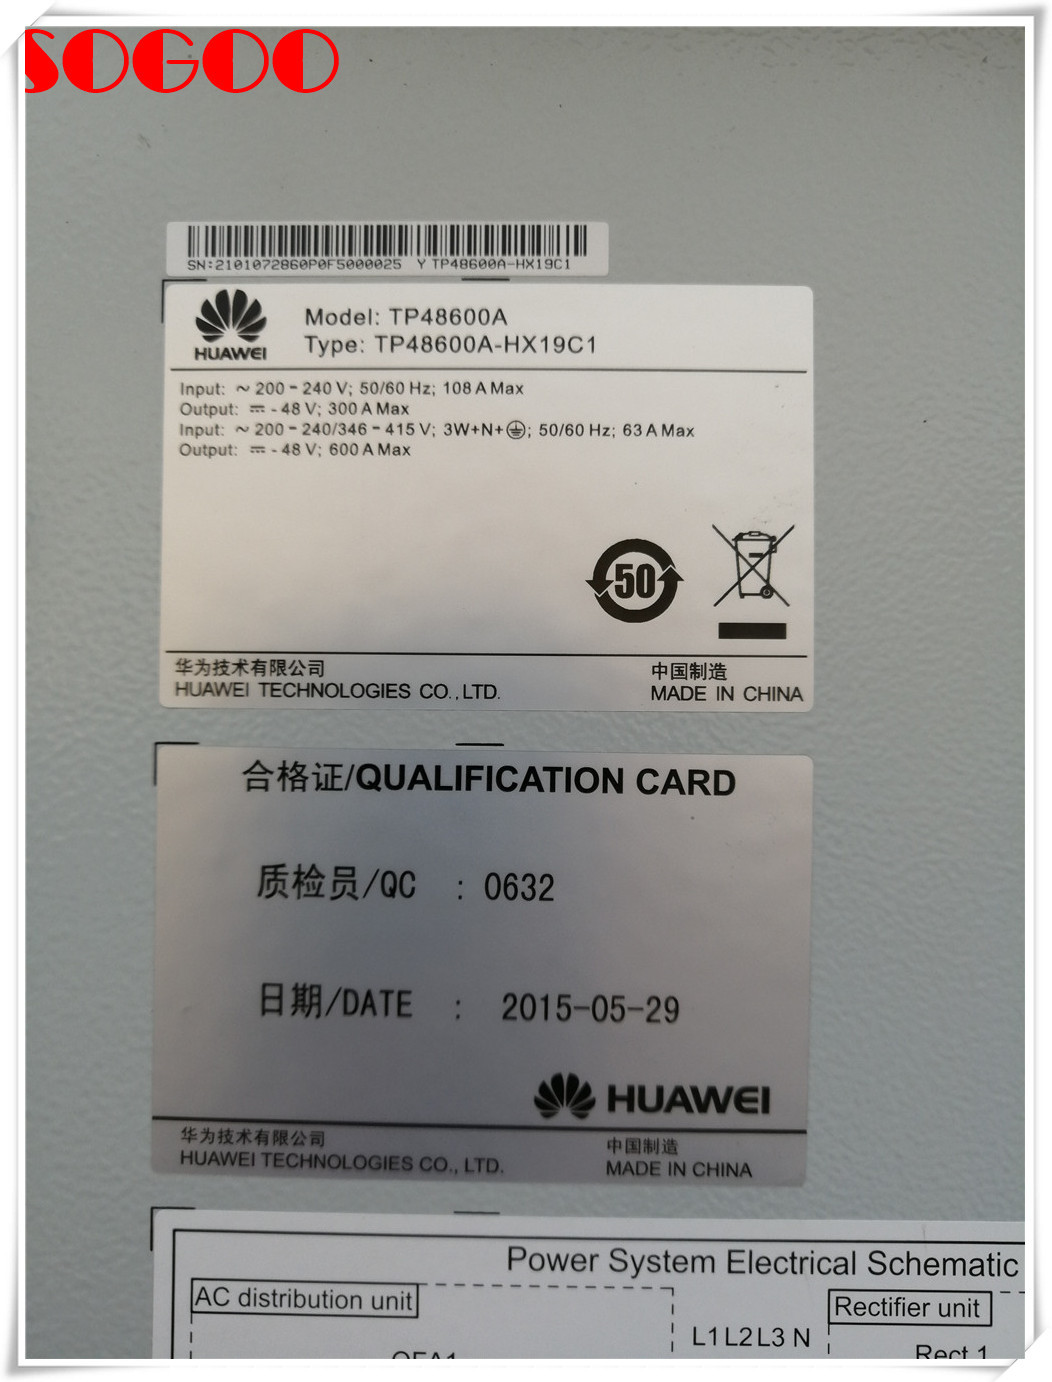 SOGOO
SN:2101072860P0F5000025 Y TP48600A-HX19C1
HUAWEI
Model: TP48600A
Type: TP48600A-HX19C1
Input: ~ 200 - 240 V; 50/60 Hz; 108 A Max
Output: ⎓ - 48 V; 300 A Max
Input: ~ 200 - 240/346 - 415 V; 3W+N+⏚; 50/60 Hz; 63 A Max
Output: ⎓ - 48 V; 600 A Max
50
华为技术有限公司 中国制造
HUAWEI TECHNOLOGIES CO.,LTD. MADE IN CHINA
合格证/QUALIFICATION CARD
质检员/QC : 0632
日期/DATE : 2015-05-29
HUAWEI
华为技术有限公司 中国制造
HUAWEI TECHNOLOGIES CO., LTD. MADE IN CHINA
Power System Electrical Schematic
AC distribution unit
Rectifier unit
L1 L2 L3 N
Rect 1